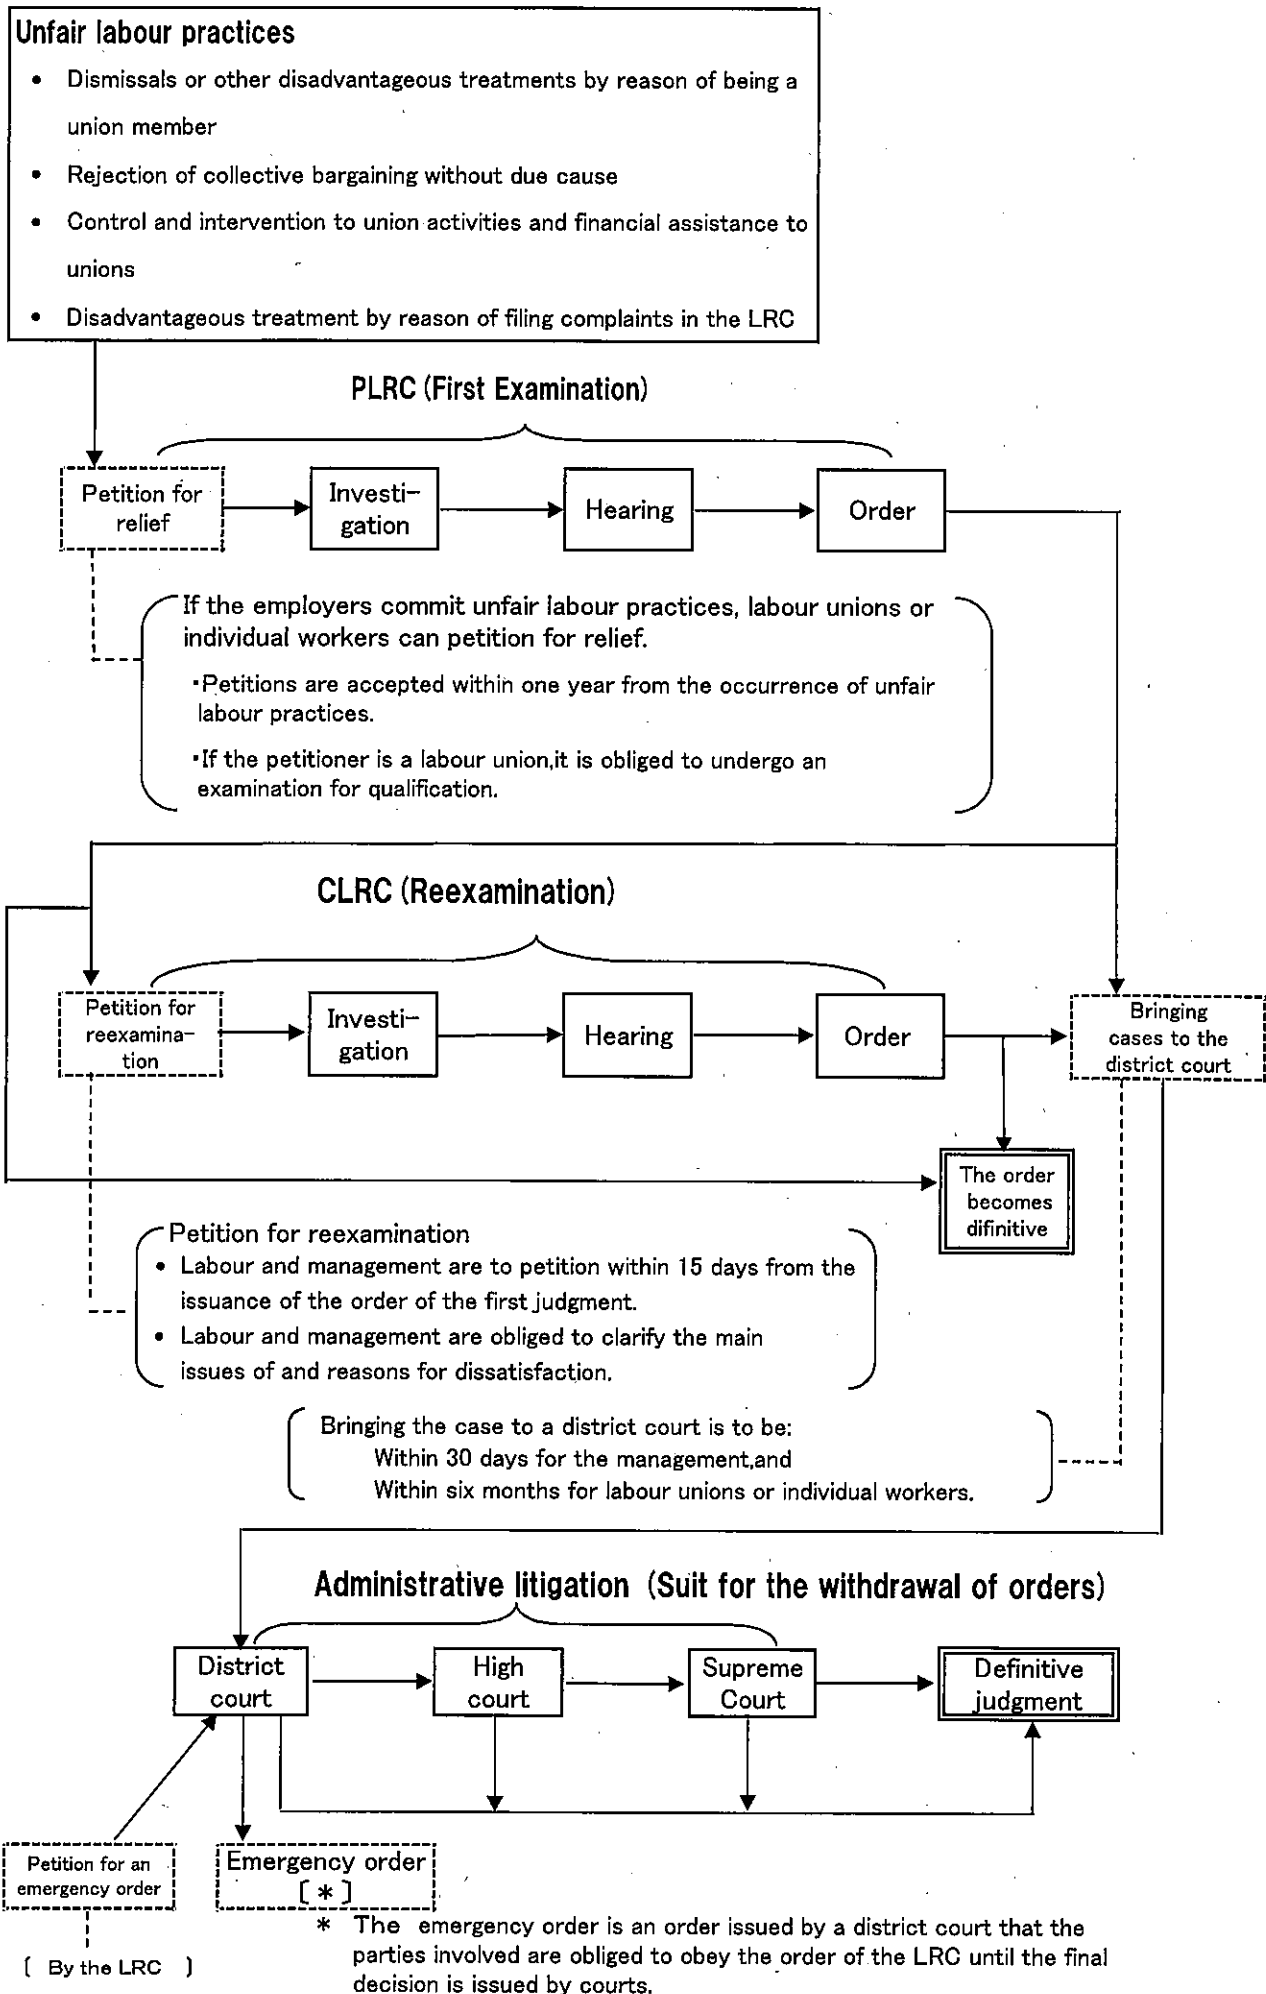 Unfair labour practices
• Dismissals or other disadvantageous treatments by reason of being a
union member
• Rejection of collective bargaining without due cause
• Control and intervention to union activities and financial assistance to
unions
• Disadvantageous treatment by reason of filing complaints in the LRC
PLRC (First Examination)
Petition for
relief
Investi-
gation
Hearing
Order
If the employers commit unfair labour practices, labour unions or
individual workers can petition for relief.
・Petitions are accepted within one year from the occurrence of unfair
labour practices.
・If the petitioner is a labour union,it is obliged to undergo an
examination for qualification.
CLRC (Reexamination)
Petition for
reexamina-
tion
Investi-
gation
Hearing
Order
Bringing
cases to the
district court
The order
becomes
difinitive
Petition for reexamination
• Labour and management are to petition within 15 days from the
issuance of the order of the first judgment.
• Labour and management are obliged to clarify the main
issues of and reasons for dissatisfaction.
Bringing the case to a district court is to be:
Within 30 days for the management,and
Within six months for labour unions or individual workers.
Administrative litigation (Suit for the withdrawal of orders)
District
court
High
court
Supreme
Court
Definitive
judgment
Petition for an
emergency order
Emergency order
[ * ]
[ By the LRC ]
* The emergency order is an order issued by a district court that the
parties involved are obliged to obey the order of the LRC until the final
decision is issued by courts.